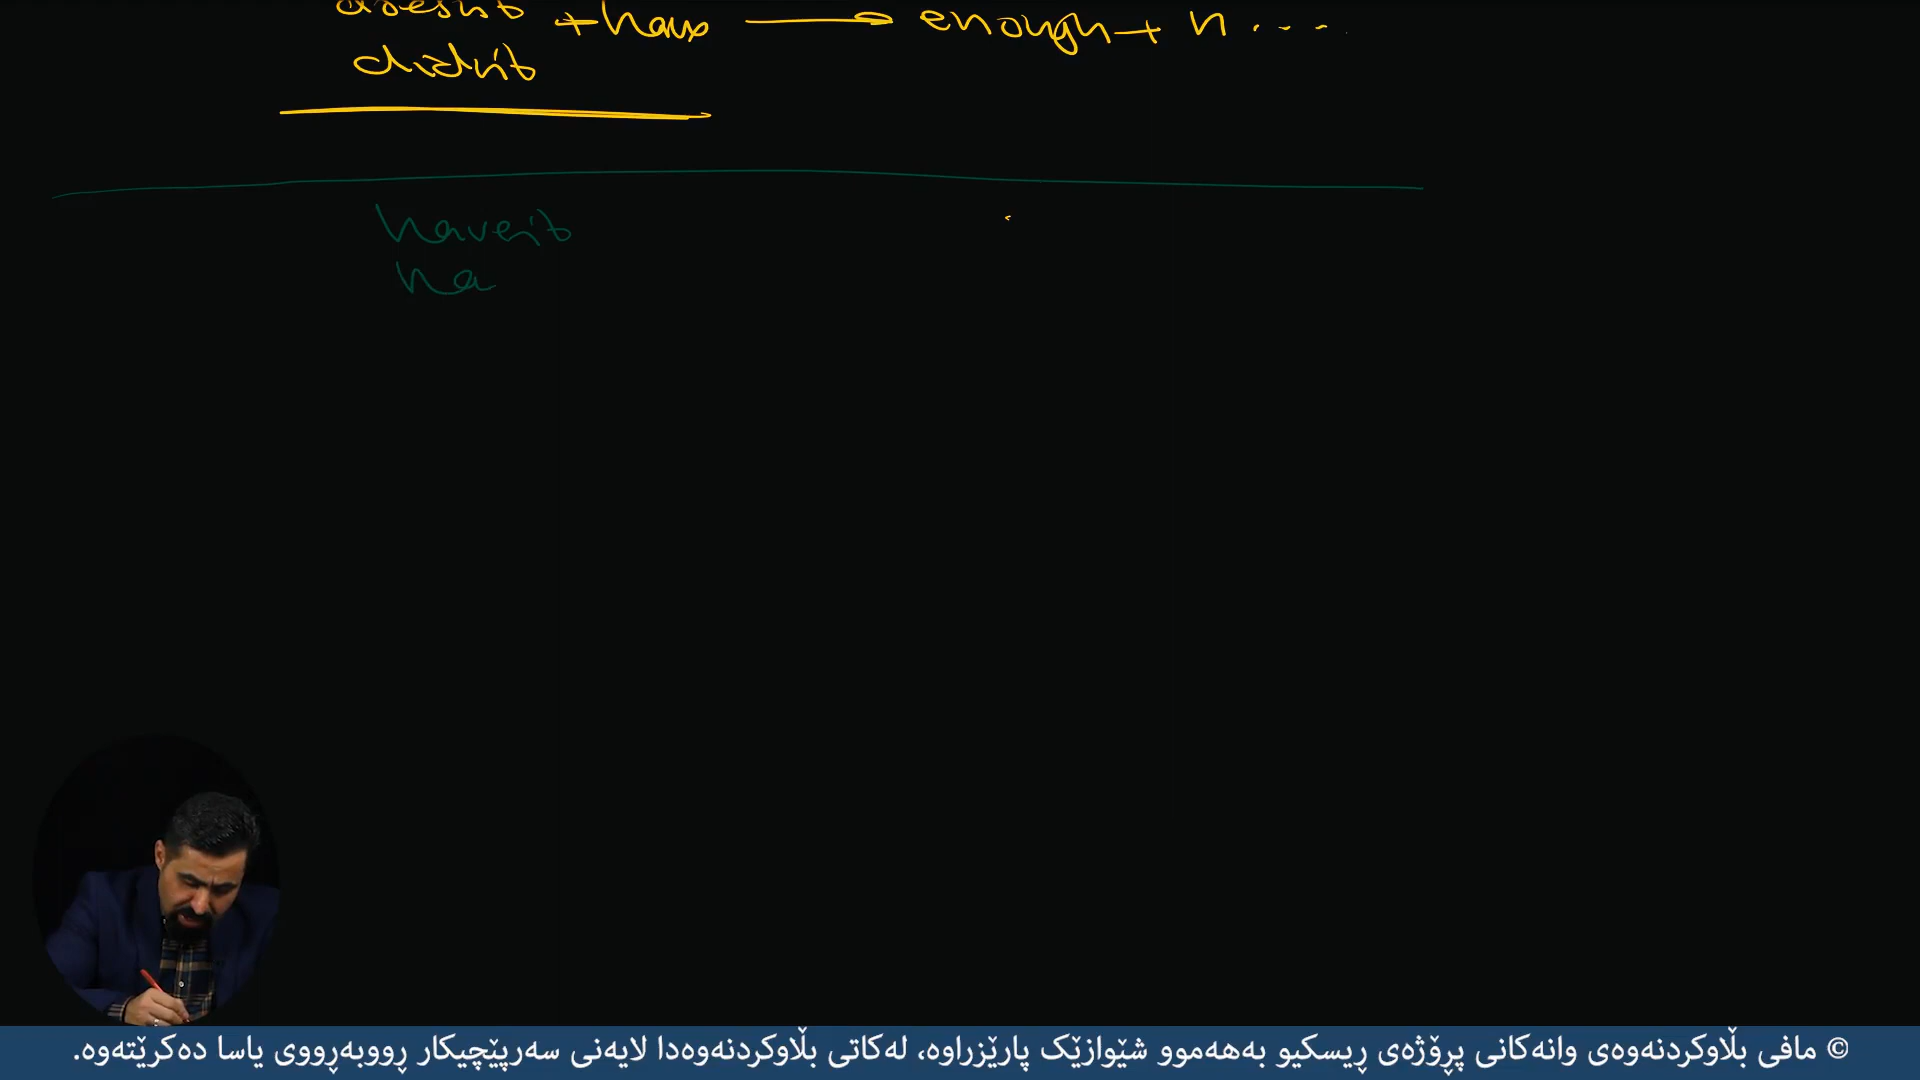 doesn't + have → enough + n ...
didn't
haven't
ha
© مافی بڵاوکردنەوەی وانەکانی پڕۆژەی ڕیسکیو بەهەموو شێوازێک پارێزراوە، لەکاتی بڵاوکردنەوەدا لایەنی سەرپێچیکار ڕووبەڕووی یاسا دەکرێتەوە.